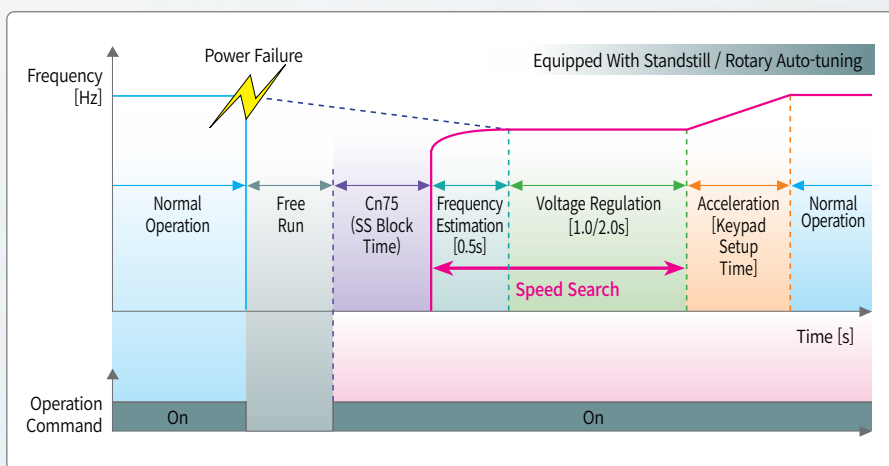 Power Failure
Equipped With Standstill / Rotary Auto-tuning
Frequency
[Hz]
Normal
Operation
Free
Run
Cn75
(SS Block
Time)
Frequency
Estimation
[0.5s]
Voltage Regulation
[1.0/2.0s]
Acceleration
[Keypad
Setup
Time]
Normal
Operation
Speed Search
Time [s]
Operation
Command
On
On